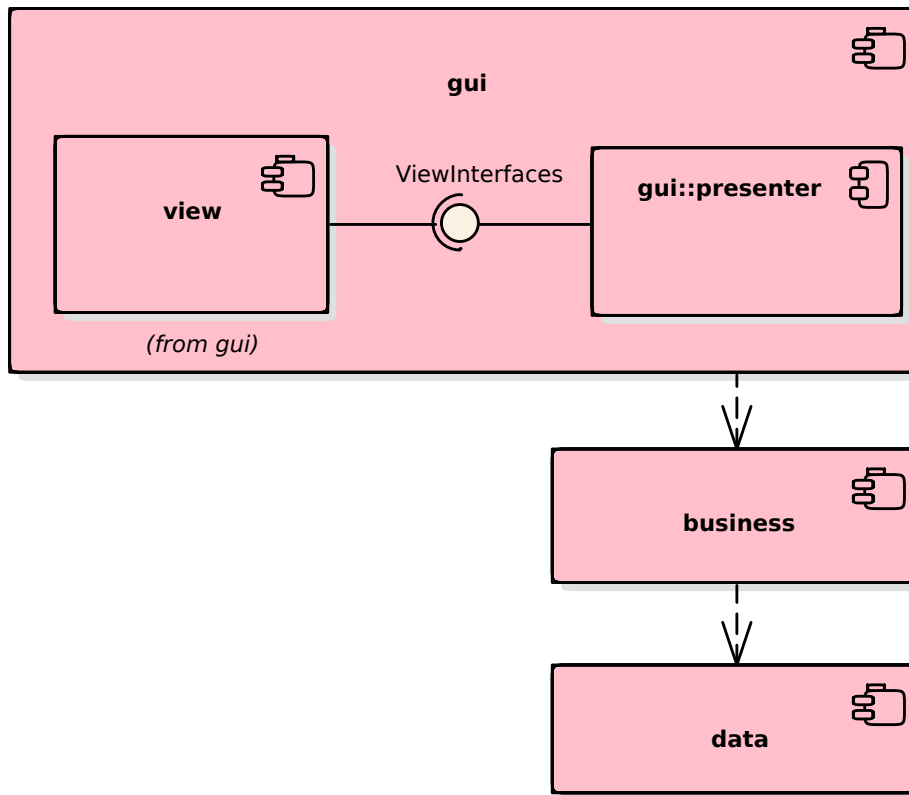 gui
ViewInterfaces
view
gui::presenter
(from gui)
business
data